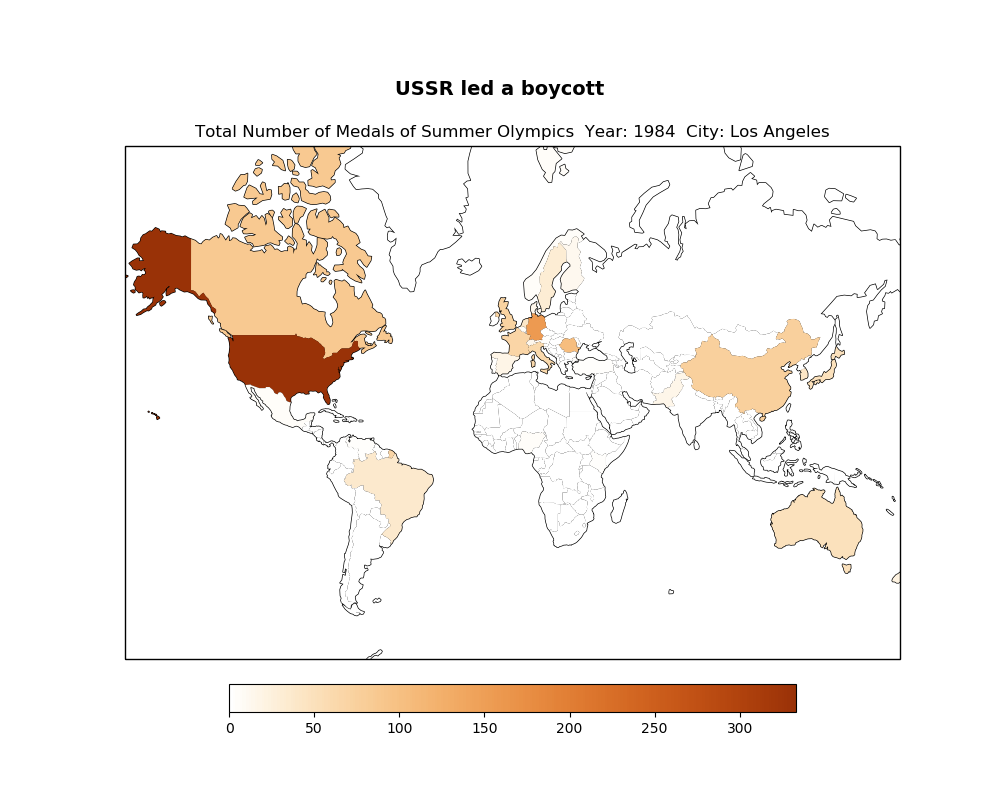 USSR led a boycott
Total Number of Medals of Summer Olympics  Year: 1984  City: Los Angeles
0 50 100 150 200 250 300